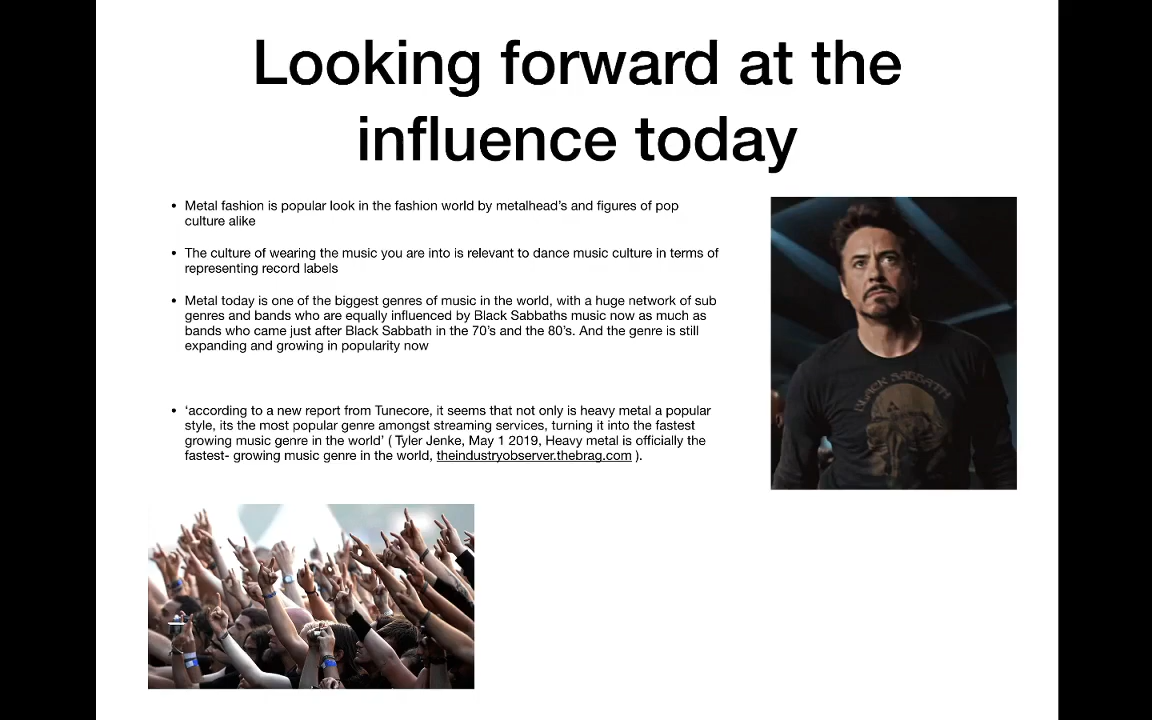 Looking forward at the
influence today
• Metal fashion is popular look in the fashion world by metalhead’s and figures of pop
culture alike
• The culture of wearing the music you are into is relevant to dance music culture in terms of
representing record labels
• Metal today is one of the biggest genres of music in the world, with a huge network of sub
genres and bands who are equally influenced by Black Sabbaths music now as much as
bands who came just after Black Sabbath in the 70’s and the 80’s. And the genre is still
expanding and growing in popularity now
• ‘according to a new report from Tunecore, it seems that not only is heavy metal a popular
style, its the most popular genre amongst streaming services, turning it into the fastest
growing music genre in the world’ ( Tyler Jenke, May 1 2019, Heavy metal is officially the
fastest- growing music genre in the world, theindustryobserver.thebrag.com ).
BLACK SABBATH